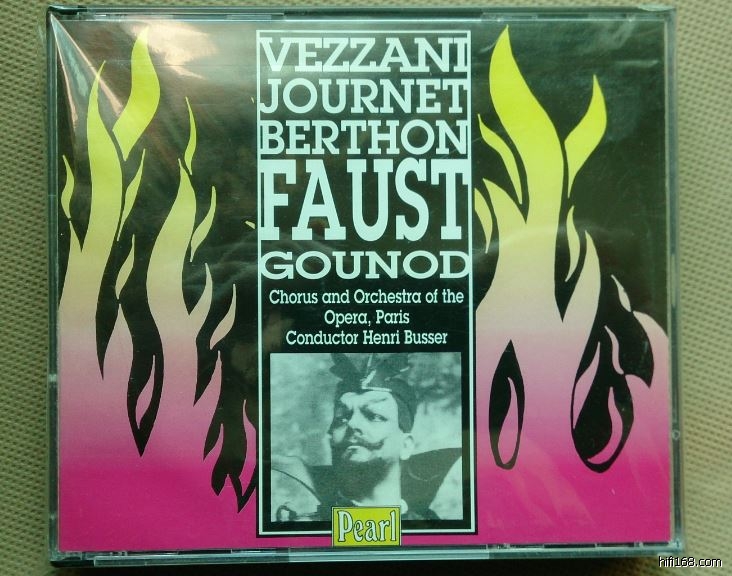 VEZZANI
JOURNET
BERTHON
FAUST
GOUNOD
Chorus and Orchestra of the
Opera, Paris
Conductor Henri Busser
Pearl
hifi168.com